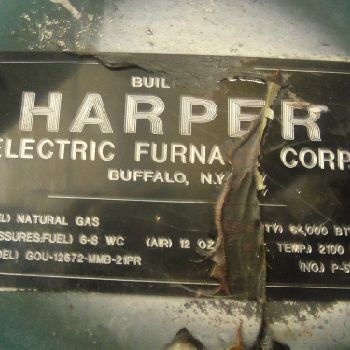 BUIL
HARPER
ELECTRIC FURNA CORP
BUFFALO, N.Y.
EL) NATURAL GAS TY) 64,000 BT
SSURES:FUEL) 6-8 WC (AIR) 12 OZ TEMP.) 2100
DEL) GOU-12672-MMB-21PR (NO.) P-5